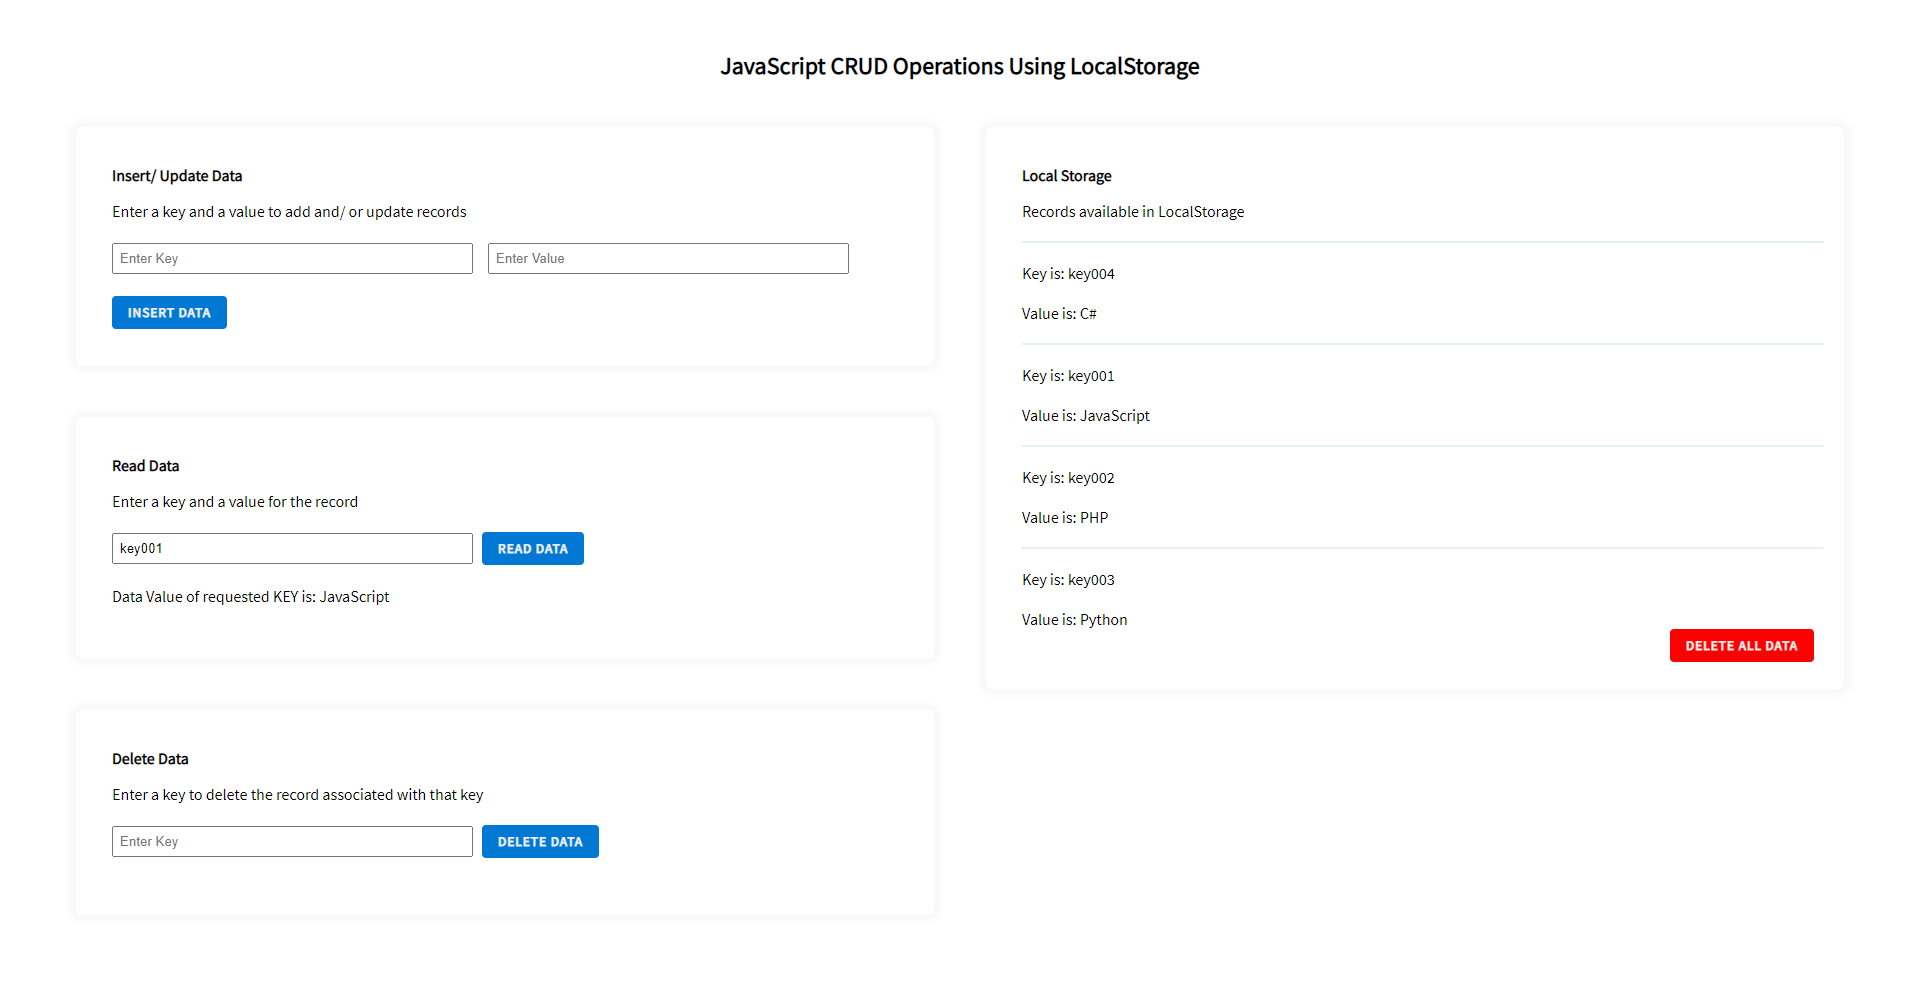 JavaScript CRUD Operations Using LocalStorage
Insert/ Update Data
Enter a key and a value to add and/ or update records
Enter Key
Enter Value
INSERT DATA
Read Data
Enter a key and a value for the record
key001
READ DATA
Data Value of requested KEY is: JavaScript
Delete Data
Enter a key to delete the record associated with that key
Enter Key
DELETE DATA
Local Storage
Records available in LocalStorage
Key is: key004
Value is: C#
Key is: key001
Value is: JavaScript
Key is: key002
Value is: PHP
Key is: key003
Value is: Python
DELETE ALL DATA